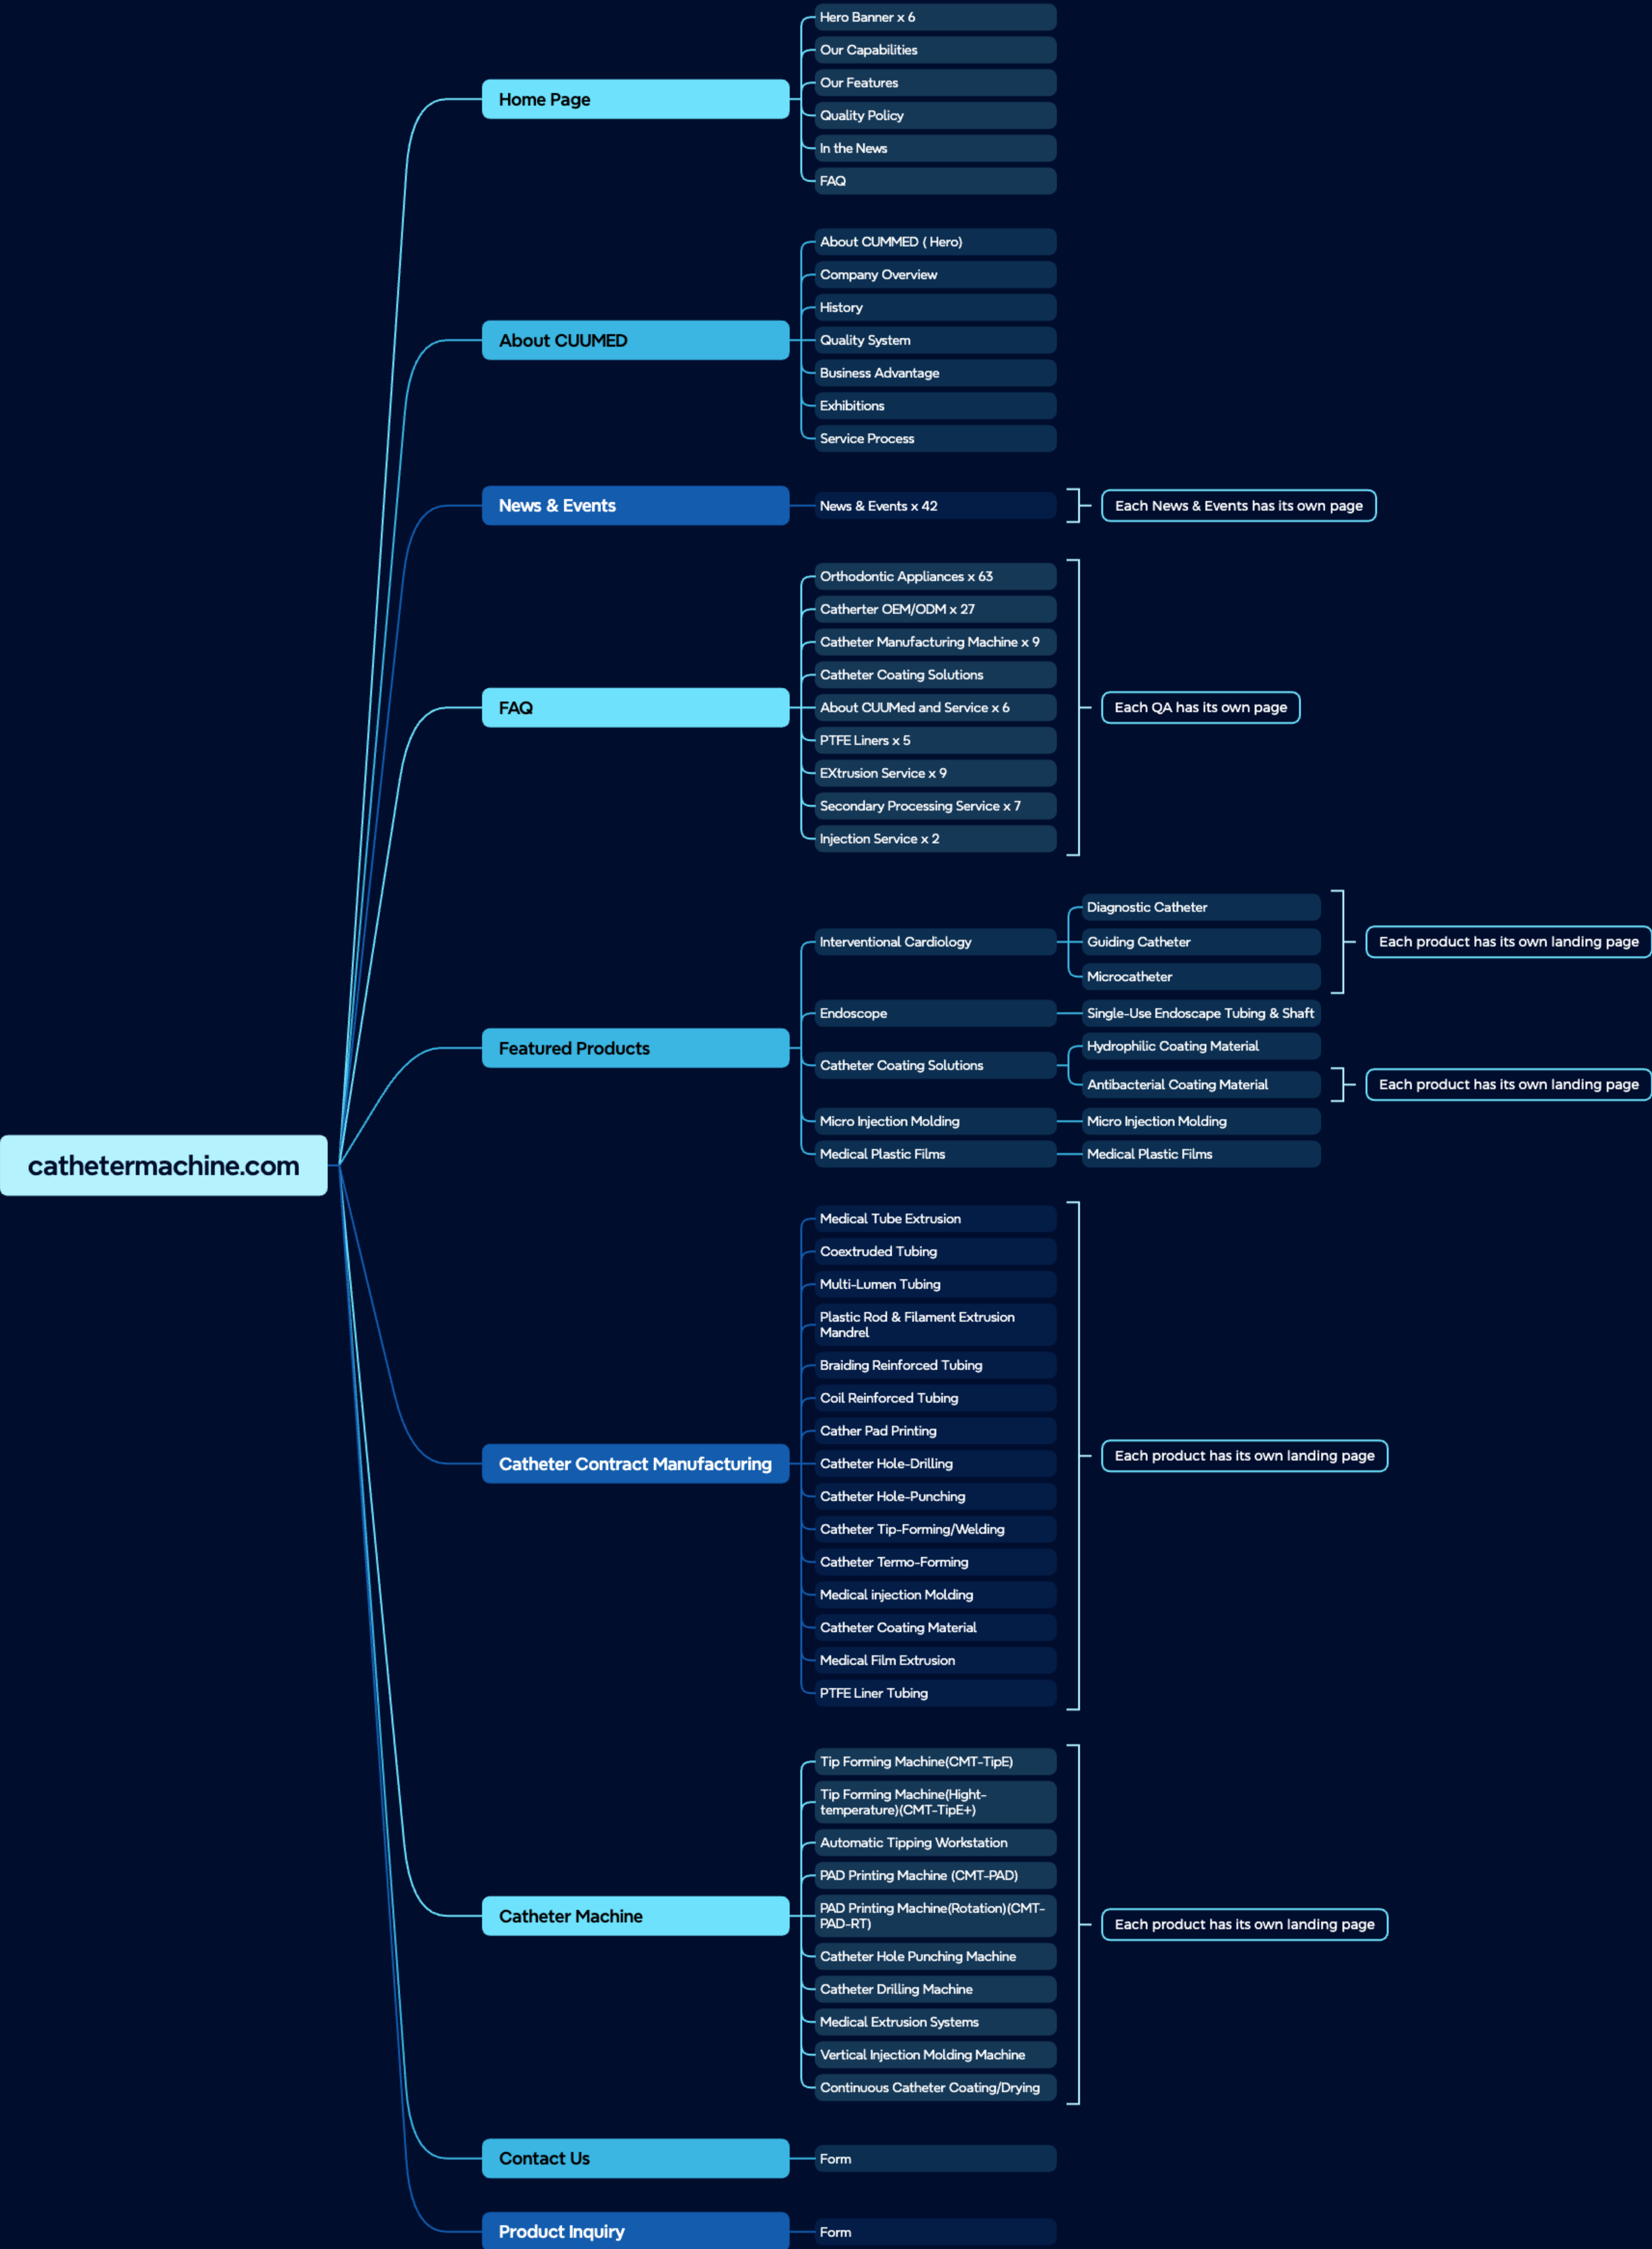 Hero Banner x 6
Our Capabilities
Our Features
Home Page
Quality Policy
In the News
FAQ
About CUMMED ( Hero)
Company Overview
History
About CUUMED
Quality System
Business Advantage
Exhibitions
Service Process
News & Events
News & Events x 42
Each News & Events has its own page
Orthodontic Appliances x 63
Catherter OEM/ODM x 27
Catheter Manufacturing Machine x 9
Catheter Coating Solutions
FAQ
About CUUMed and Service x 6
Each QA has its own page
PTFE Liners x 5
EXtrusion Service x 9
Secondary Processing Service x 7
Injection Service x 2
Diagnostic Catheter
Interventional Cardiology
Guiding Catheter
Each product has its own landing page
Microcatheter
Endoscope
Single-Use Endoscape Tubing & Shaft
Featured Products
Hydrophilic Coating Material
Catheter Coating Solutions
Antibacterial Coating Material
Each product has its own landing page
Micro Injection Molding
Micro Injection Molding
Medical Plastic Films
Medical Plastic Films
cathetermachine.com
Medical Tube Extrusion
Coextruded Tubing
Multi-Lumen Tubing
Plastic Rod & Filament Extrusion
Mandrel
Braiding Reinforced Tubing
Coil Reinforced Tubing
Cather Pad Printing
Each product has its own landing page
Catheter Contract Manufacturing
Catheter Hole-Drilling
Catheter Hole-Punching
Catheter Tip-Forming/Welding
Catheter Termo-Forming
Medical injection Molding
Catheter Coating Material
Medical Film Extrusion
PTFE Liner Tubing
Tip Forming Machine(CMT-TipE)
Tip Forming Machine(Hight-
temperature)(CMT-TipE+)
Automatic Tipping Workstation
PAD Printing Machine (CMT-PAD)
Catheter Machine
PAD Printing Machine(Rotation)(CMT-
PAD-RT)
Each product has its own landing page
Catheter Hole Punching Machine
Catheter Drilling Machine
Medical Extrusion Systems
Vertical Injection Molding Machine
Continuous Catheter Coating/Drying
Contact Us
Form
Product Inquiry
Form